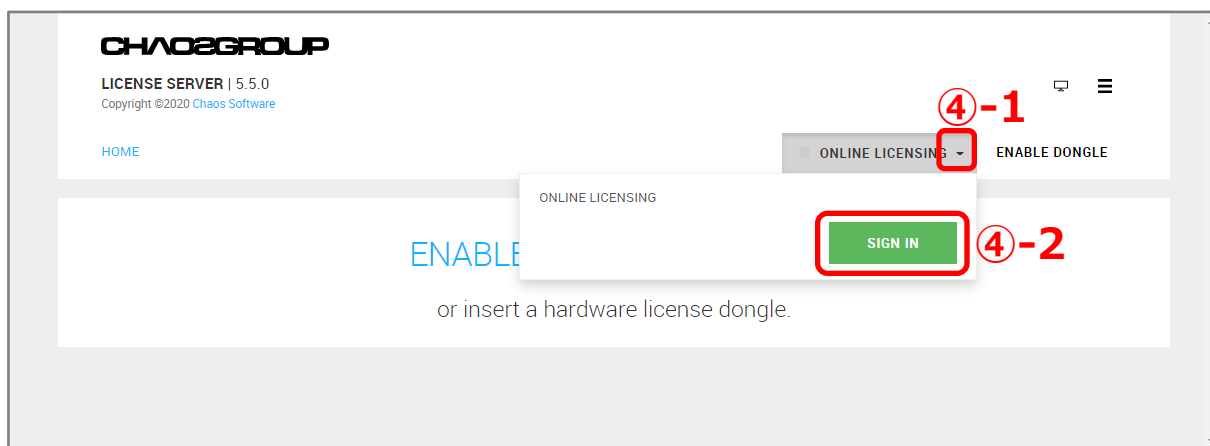 CHAOSGROUP
LICENSE SERVER | 5.5.0
Copyright ©2020 Chaos Software
④-1
HOME
ONLINE LICENSING
ENABLE DONGLE
ONLINE LICENSING
SIGN IN
④-2
ENABLE
or insert a hardware license dongle.